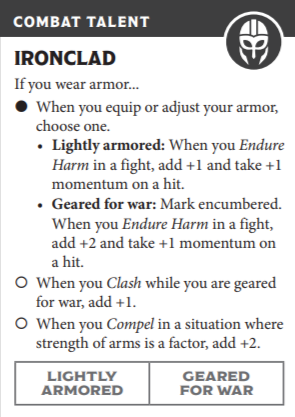 COMBAT TALENT
IRONCLAD
If you wear armor...
● When you equip or adjust your armor,
choose one.
• Lightly armored: When you Endure
Harm in a fight, add +1 and take +1
momentum on a hit.
• Geared for war: Mark encumbered.
When you Endure Harm in a fight,
add +2 and take +1 momentum on
a hit.
○ When you Clash while you are geared
for war, add +1.
○ When you Compel in a situation where
strength of arms is a factor, add +2.
LIGHTLY
ARMORED
GEARED
FOR WAR